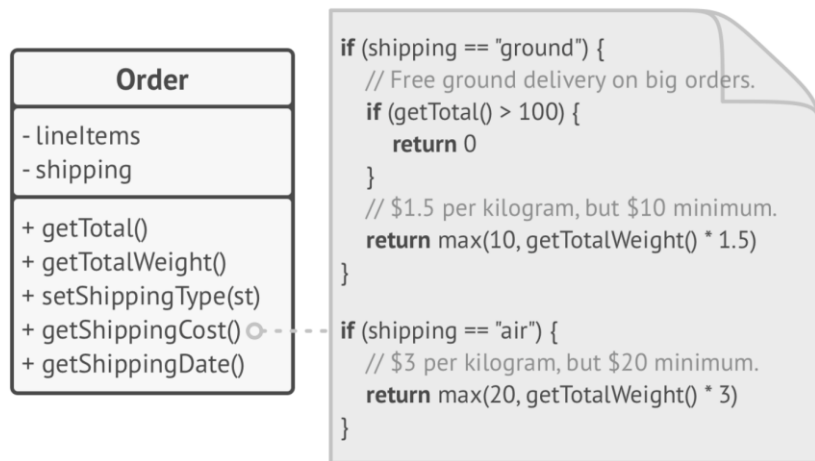 Order
- lineItems
- shipping
+ getTotal()
+ getTotalWeight()
+ setShippingType(st)
+ getShippingCost()
+ getShippingDate()
if (shipping == "ground") {
// Free ground delivery on big orders.
if (getTotal() > 100) {
return 0
}
// $1.5 per kilogram, but $10 minimum.
return max(10, getTotalWeight() * 1.5)
}
if (shipping == "air") {
// $3 per kilogram, but $20 minimum.
return max(20, getTotalWeight() * 3)
}